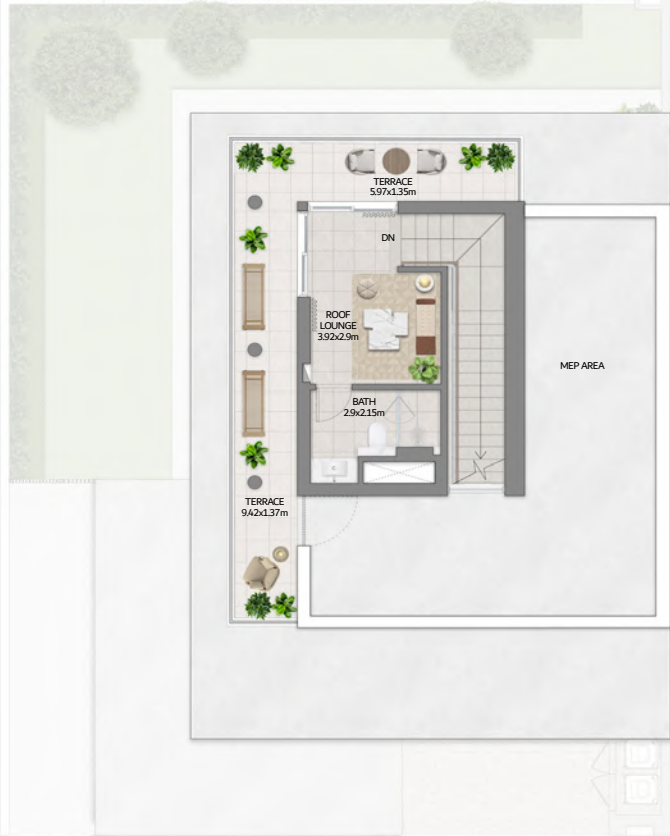 TERRACE
5.97x1.35m
DN
ROOF
LOUNGE
3.92x2.9m
MEP AREA
BATH
2.9x2.15m
TERRACE
9.42x1.37m